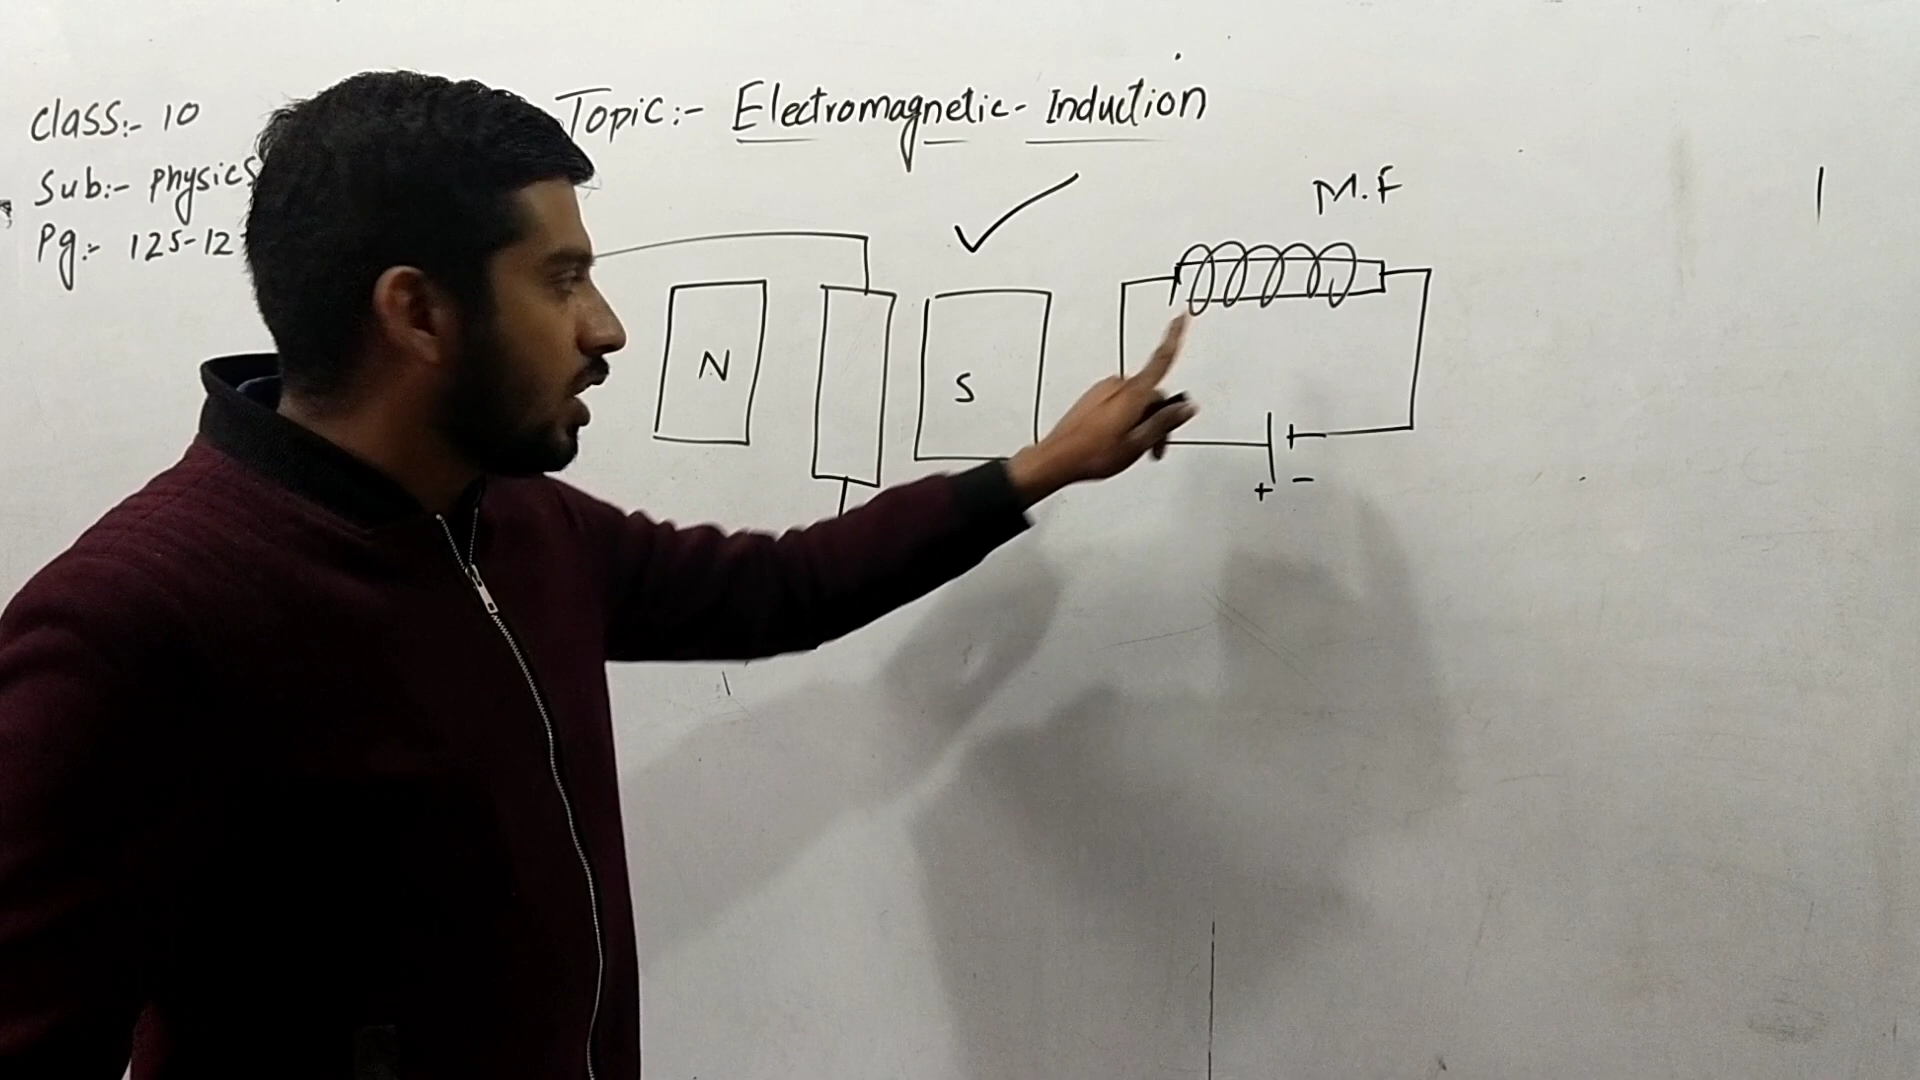 Class:- 10
Topic:- Electromagnetic- Induction
Sub:- Physics
Pg:- 125-12
M.F
N
S
+ -